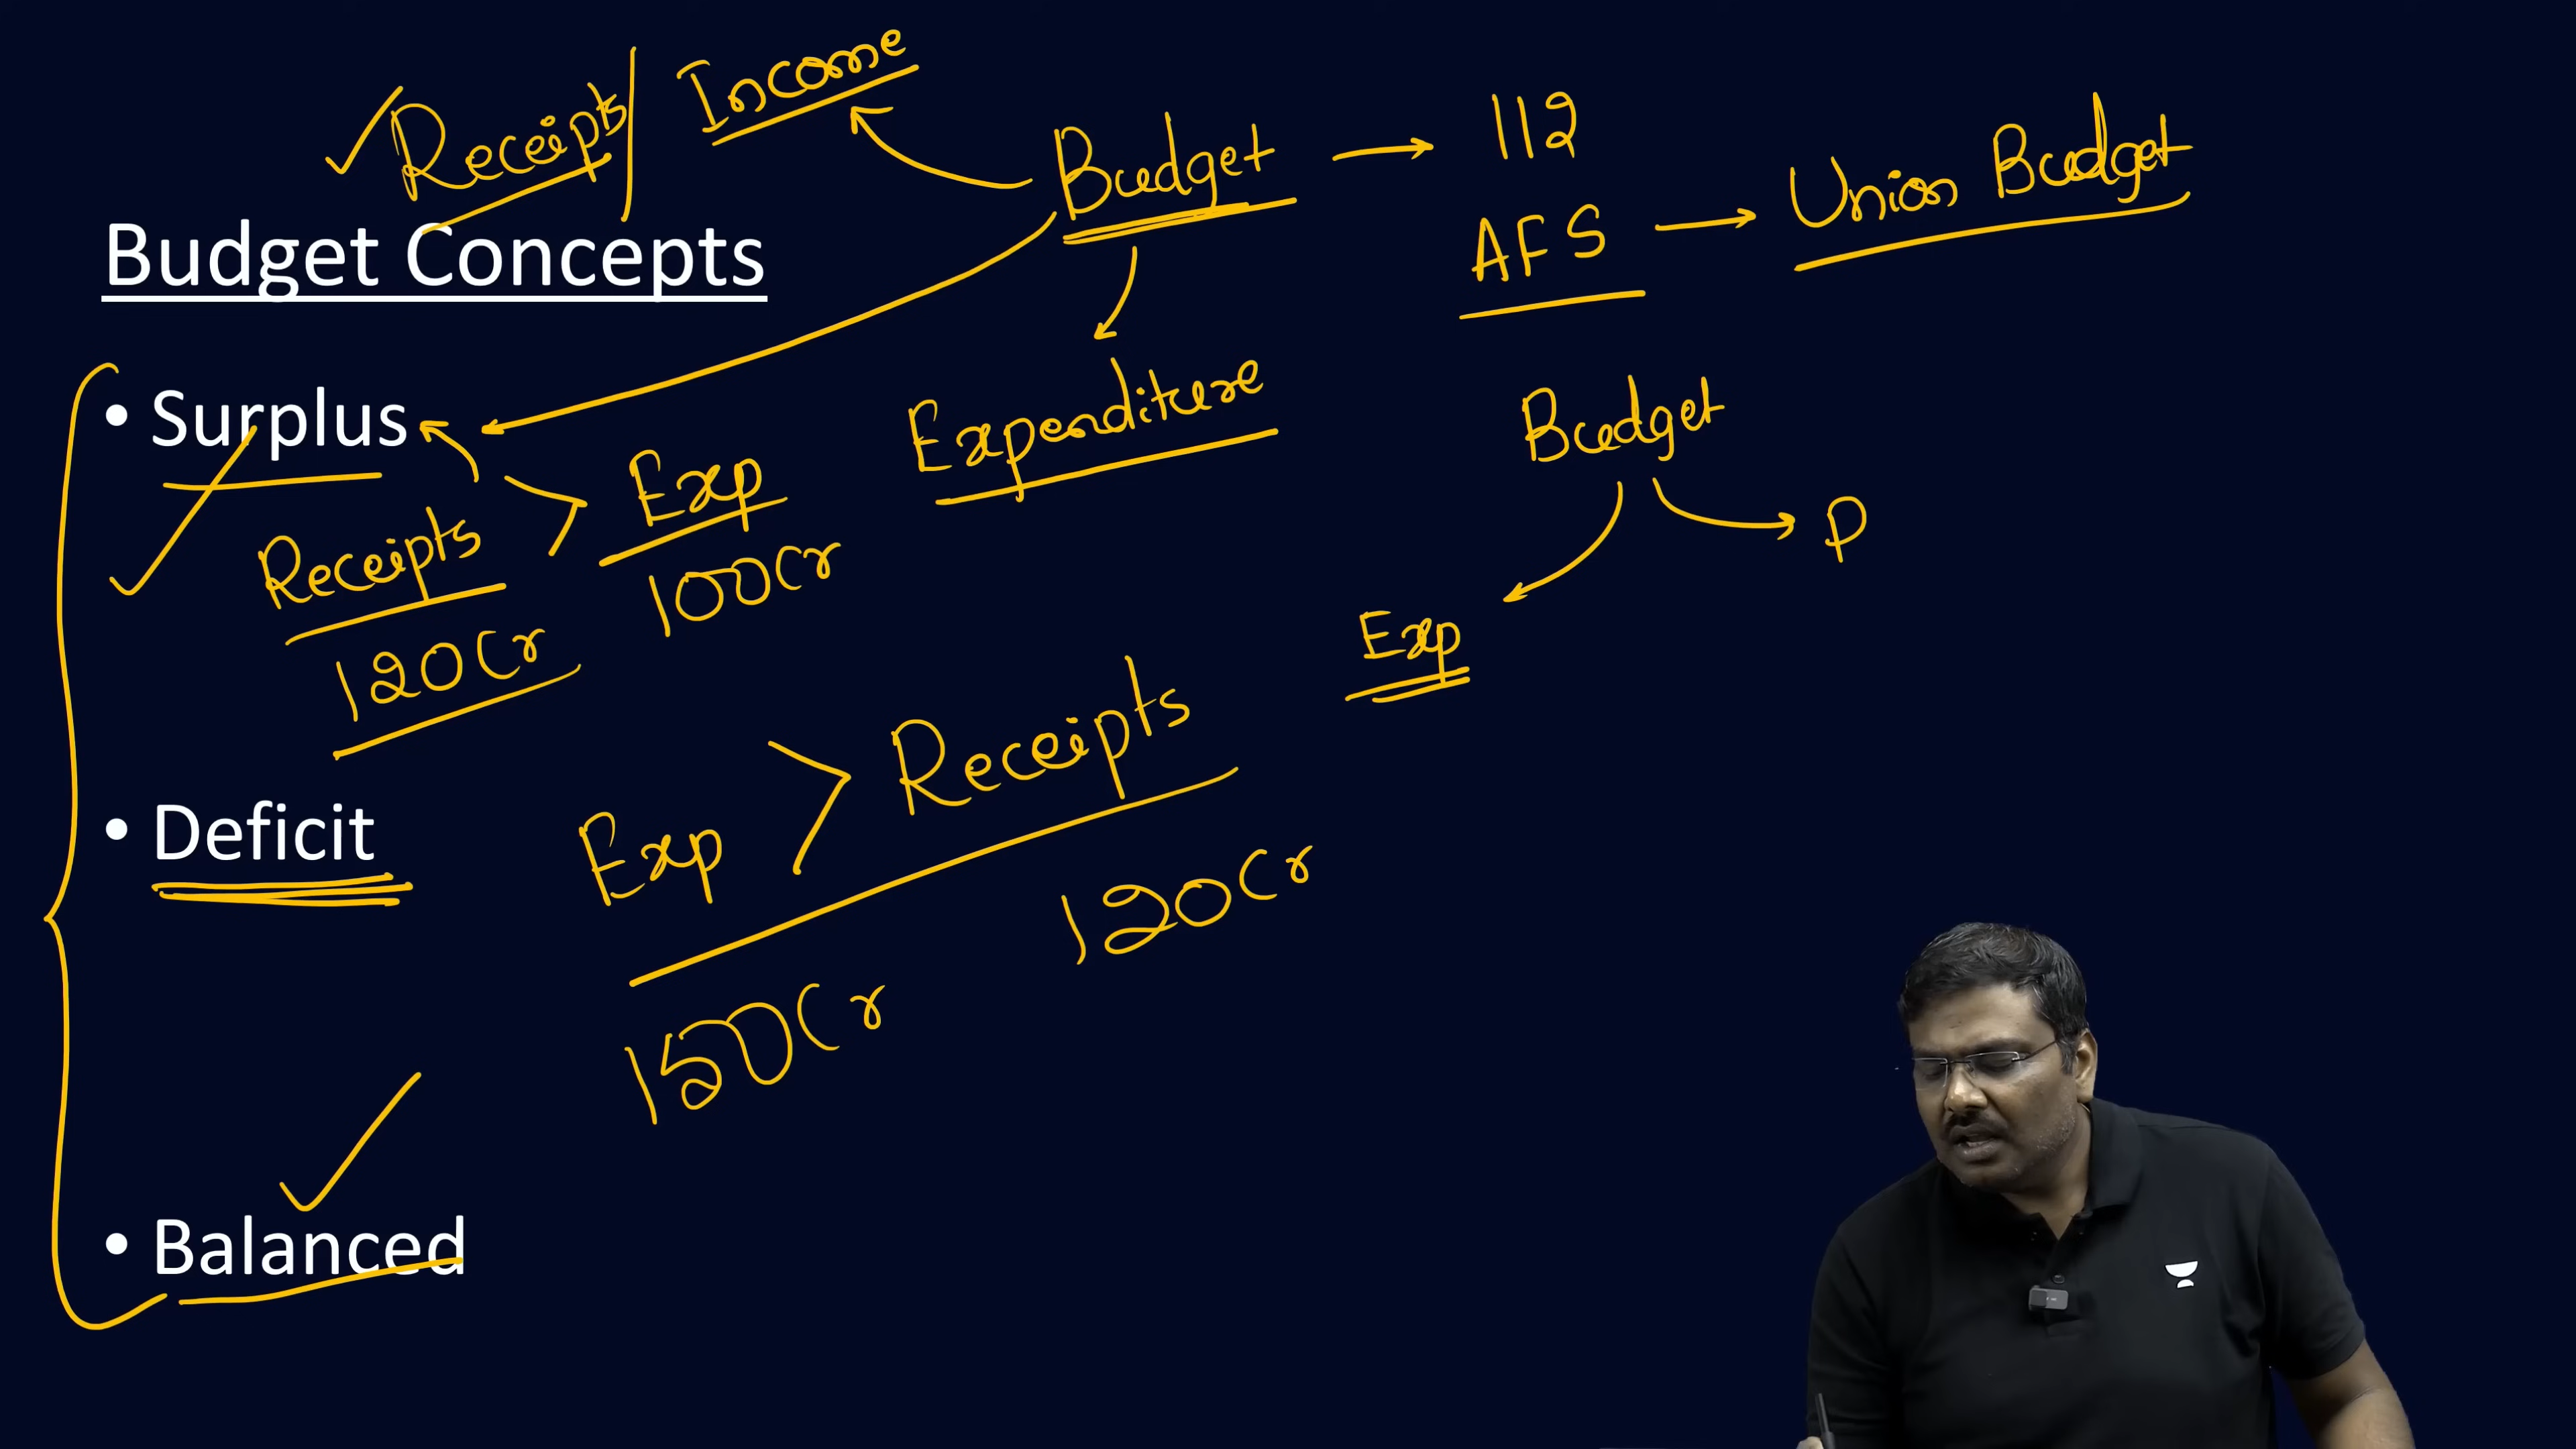 Receipts | Income
Budget → 112
AFS → Union Budget
Budget Concepts
• Surplus
Receipts > Exp
120Cr
100Cr
Expenditure
Budget
Exp
P
• Deficit
Exp > Receipts
150Cr
120Cr
• Balanced